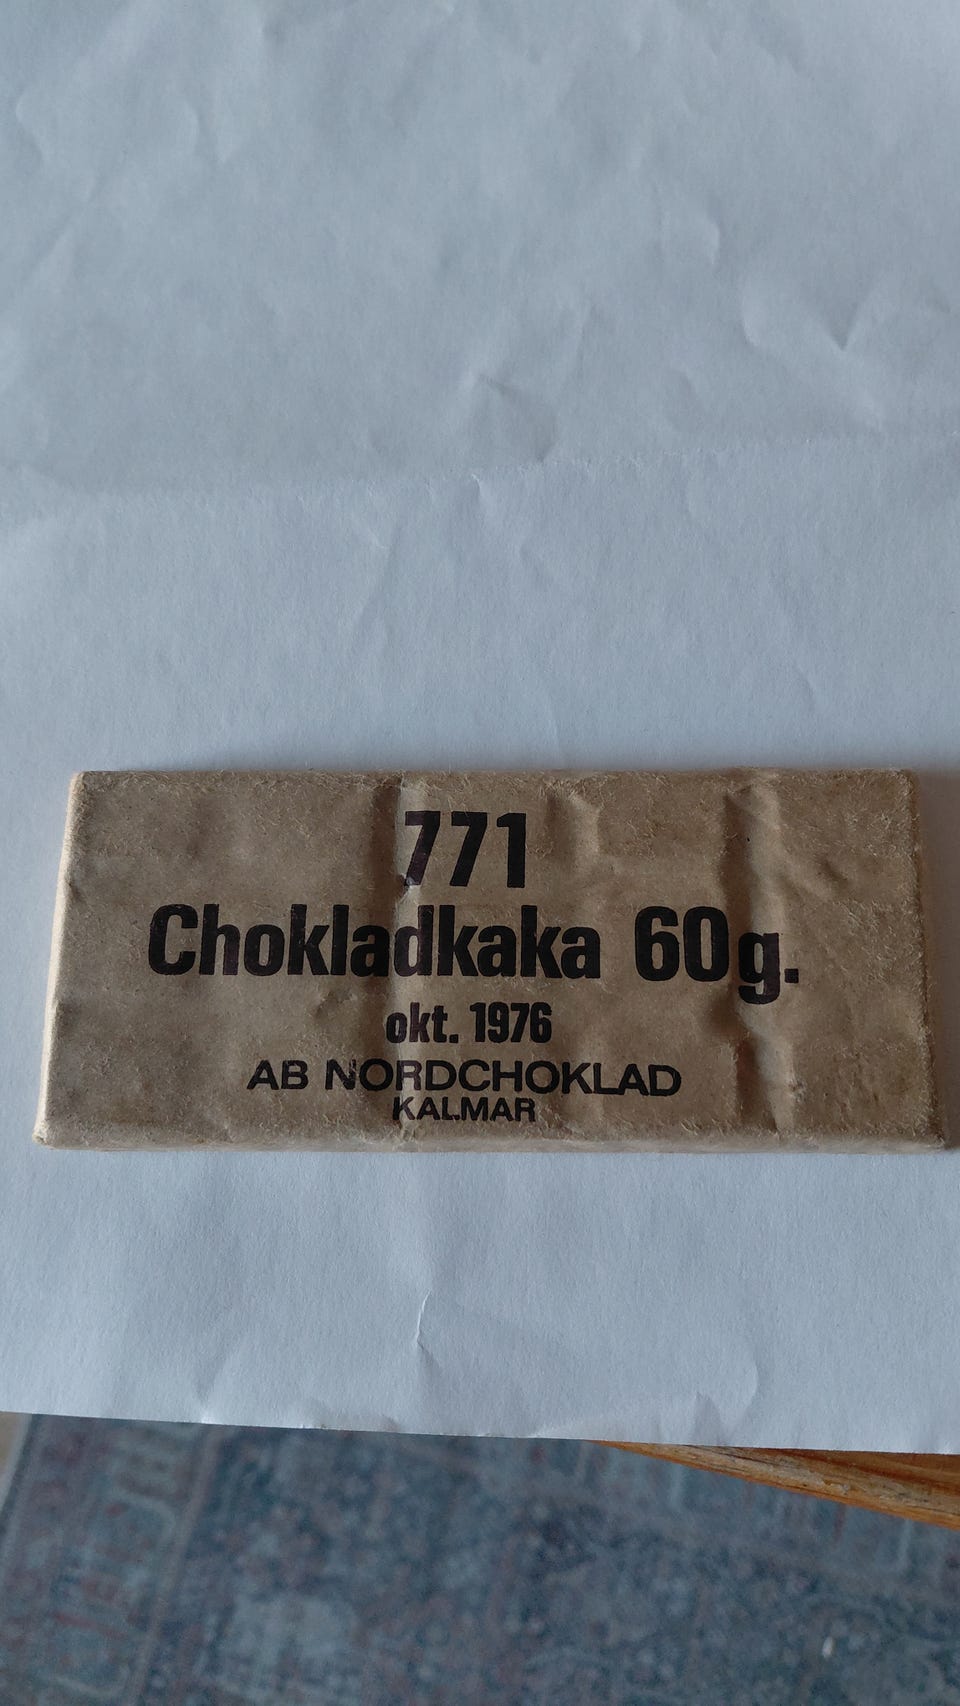 771
Chokladkaka 60g.
okt. 1976
AB NORDCHOKLAD
KALMAR